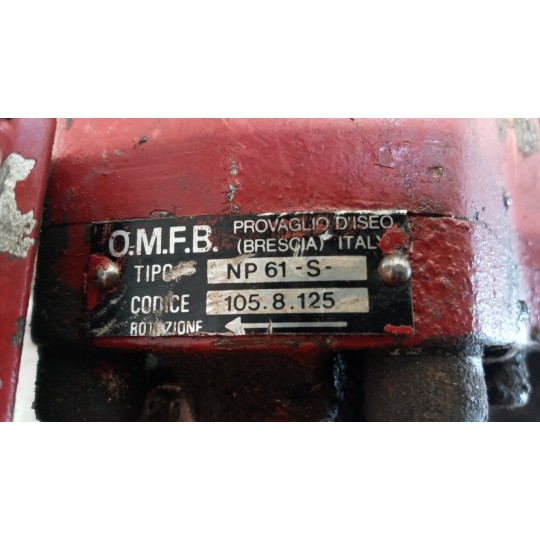 O.M.F.B. PROVAGLIO D'ISEO
(BRESCIA) ITALY
TIPO NP 61 -S-
CODICE 105.8.125
ROTAZIONE